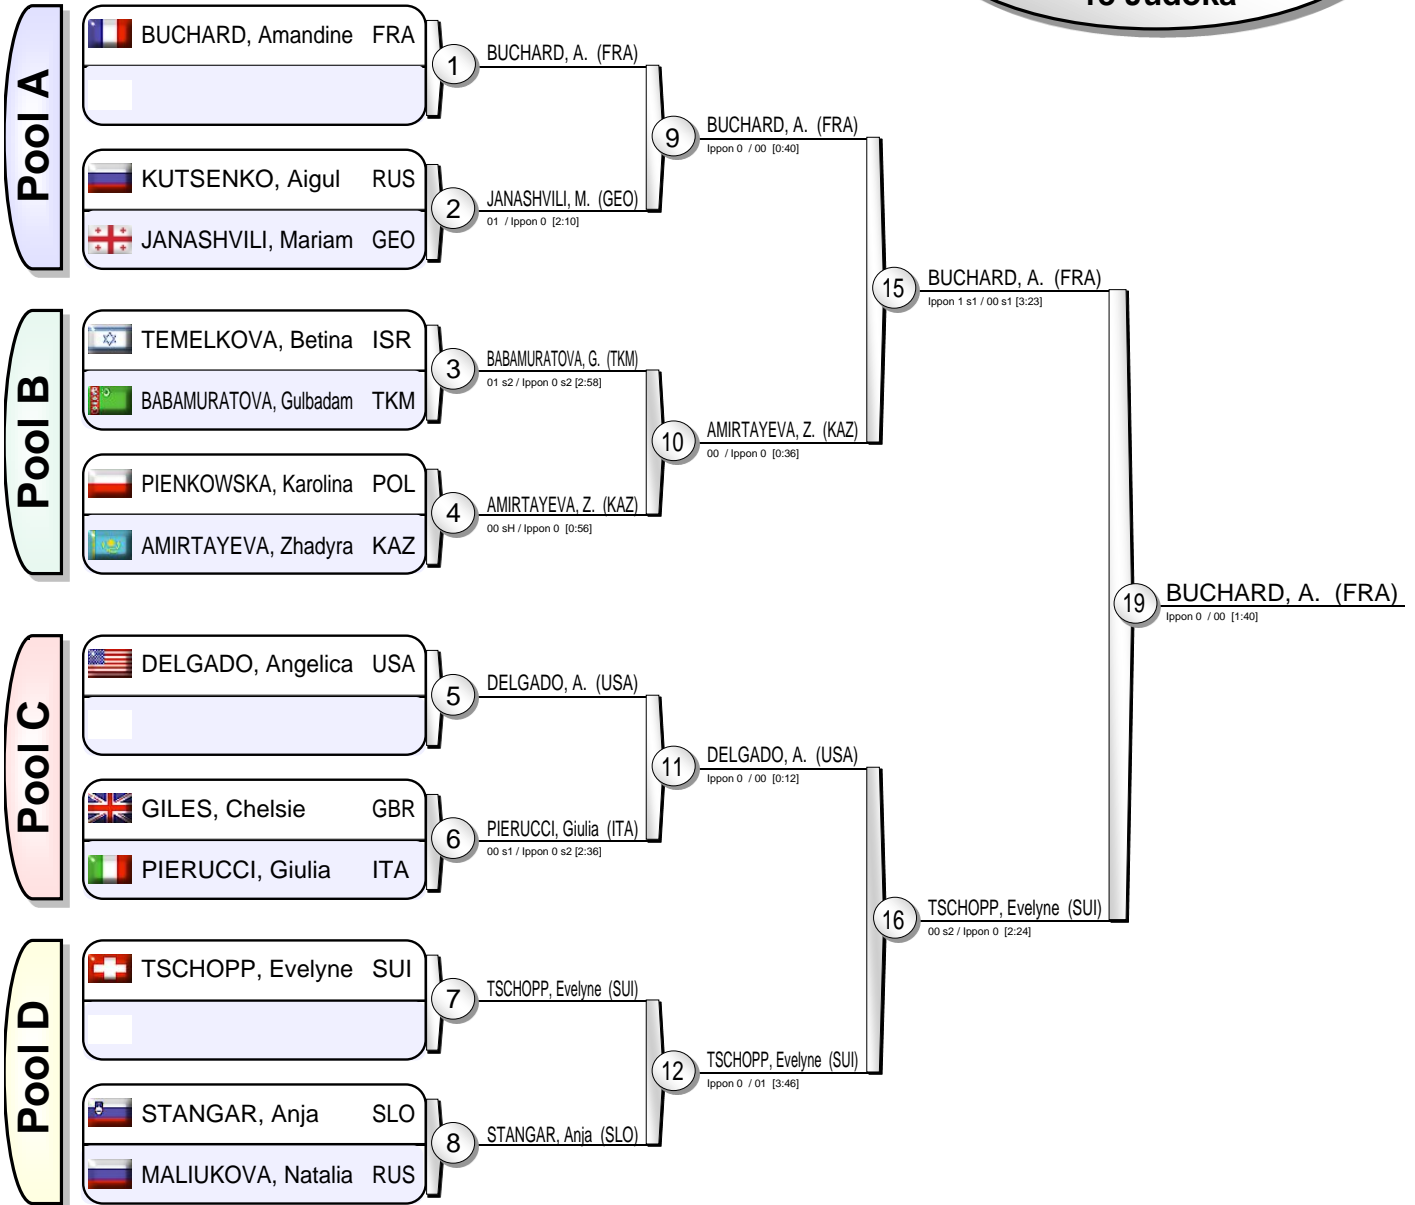 13 Judoka
Pool A
BUCHARD, Amandine FRA
KUTSENKO, Aigul RUS
JANASHVILI, Mariam GEO
1
2
BUCHARD, A. (FRA)
JANASHVILI, M. (GEO)
01 / Ippon 0 [2:10]
9
BUCHARD, A. (FRA)
Ippon 0 / 00 [0:40]
Pool B
TEMELKOVA, Betina ISR
BABAMURATOVA, Gulbadam TKM
PIENKOWSKA, Karolina POL
AMIRTAYEVA, Zhadyra KAZ
3
4
BABAMURATOVA, G. (TKM)
01 s2 / Ippon 0 s2 [2:58]
AMIRTAYEVA, Z. (KAZ)
00 sH / Ippon 0 [0:56]
10
AMIRTAYEVA, Z. (KAZ)
00 / Ippon 0 [0:36]
15
BUCHARD, A. (FRA)
Ippon 1 s1 / 00 s1 [3:23]
Pool C
DELGADO, Angelica USA
GILES, Chelsie GBR
PIERUCCI, Giulia ITA
5
6
DELGADO, A. (USA)
PIERUCCI, Giulia (ITA)
00 s1 / Ippon 0 s2 [2:36]
11
DELGADO, A. (USA)
Ippon 0 / 00 [0:12]
Pool D
TSCHOPP, Evelyne SUI
STANGAR, Anja SLO
MALIUKOVA, Natalia RUS
7
8
TSCHOPP, Evelyne (SUI)
STANGAR, Anja (SLO)
12
TSCHOPP, Evelyne (SUI)
Ippon 0 / 01 [3:46]
16
TSCHOPP, Evelyne (SUI)
00 s2 / Ippon 0 [2:24]
19
BUCHARD, A. (FRA)
Ippon 0 / 00 [1:40]